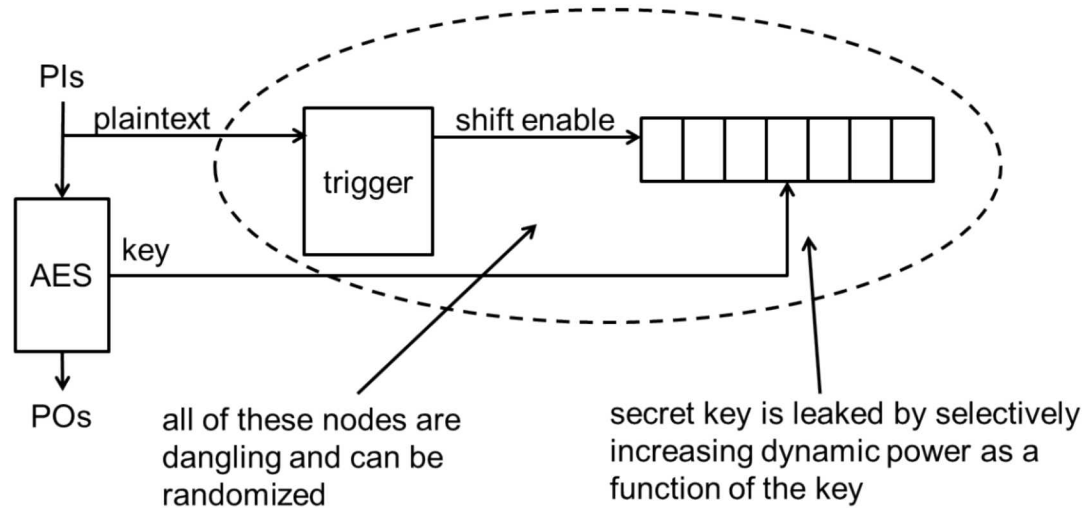 PIs
plaintext
shift enable
trigger
key
AES
POs
all of these nodes are
dangling and can be
randomized
secret key is leaked by selectively
increasing dynamic power as a
function of the key